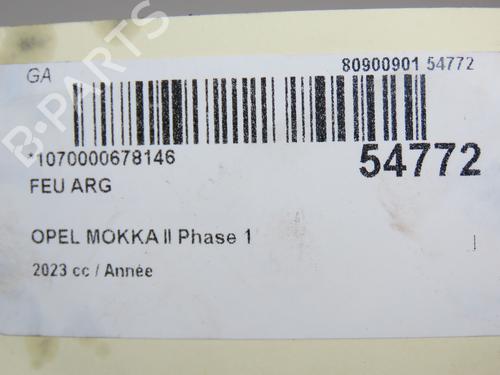 GA
80900901 54772
B-PARTS
*1070000678146
54772
FEU ARG
OPEL MOKKA II Phase 1
2023 cc / Année